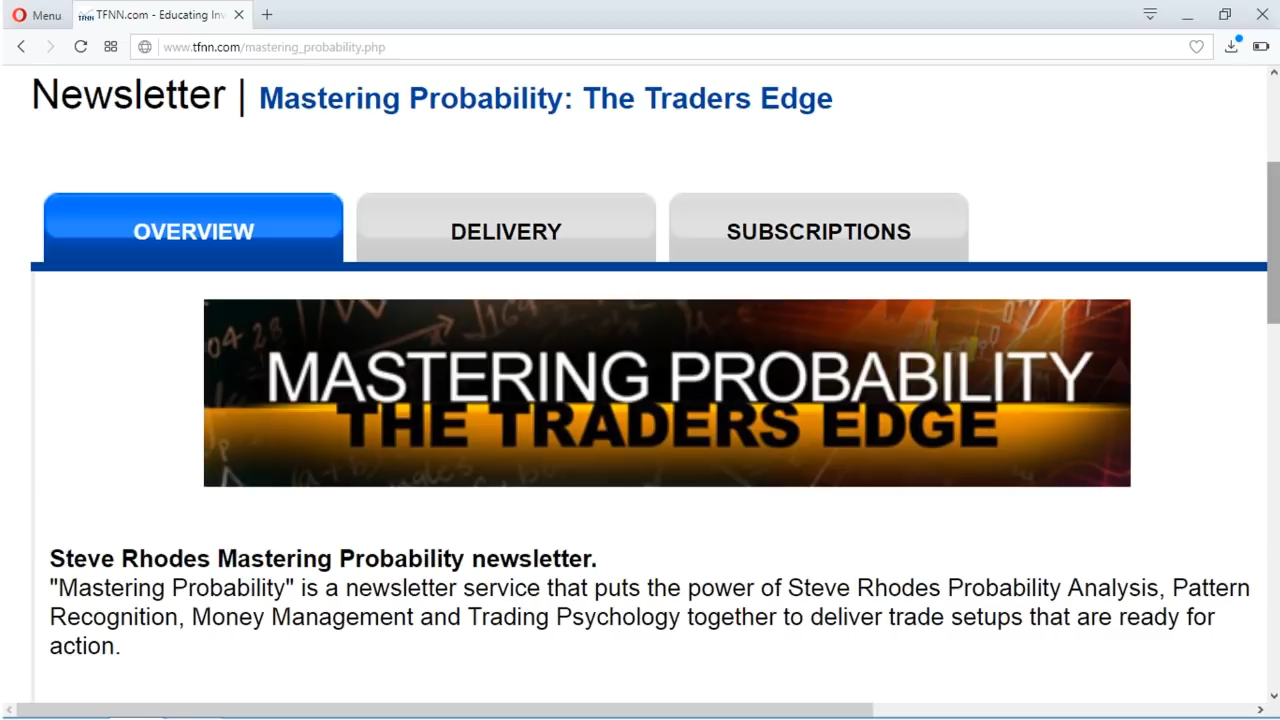 Menu
TFNN.com - Educating Inv
www.tfnn.com/mastering_probability.php
Newsletter | Mastering Probability: The Traders Edge
OVERVIEW
DELIVERY
SUBSCRIPTIONS
MASTERING PROBABILITY
THE TRADERS EDGE
Steve Rhodes Mastering Probability newsletter.
"Mastering Probability" is a newsletter service that puts the power of Steve Rhodes Probability Analysis, Pattern
Recognition, Money Management and Trading Psychology together to deliver trade setups that are ready for
action.